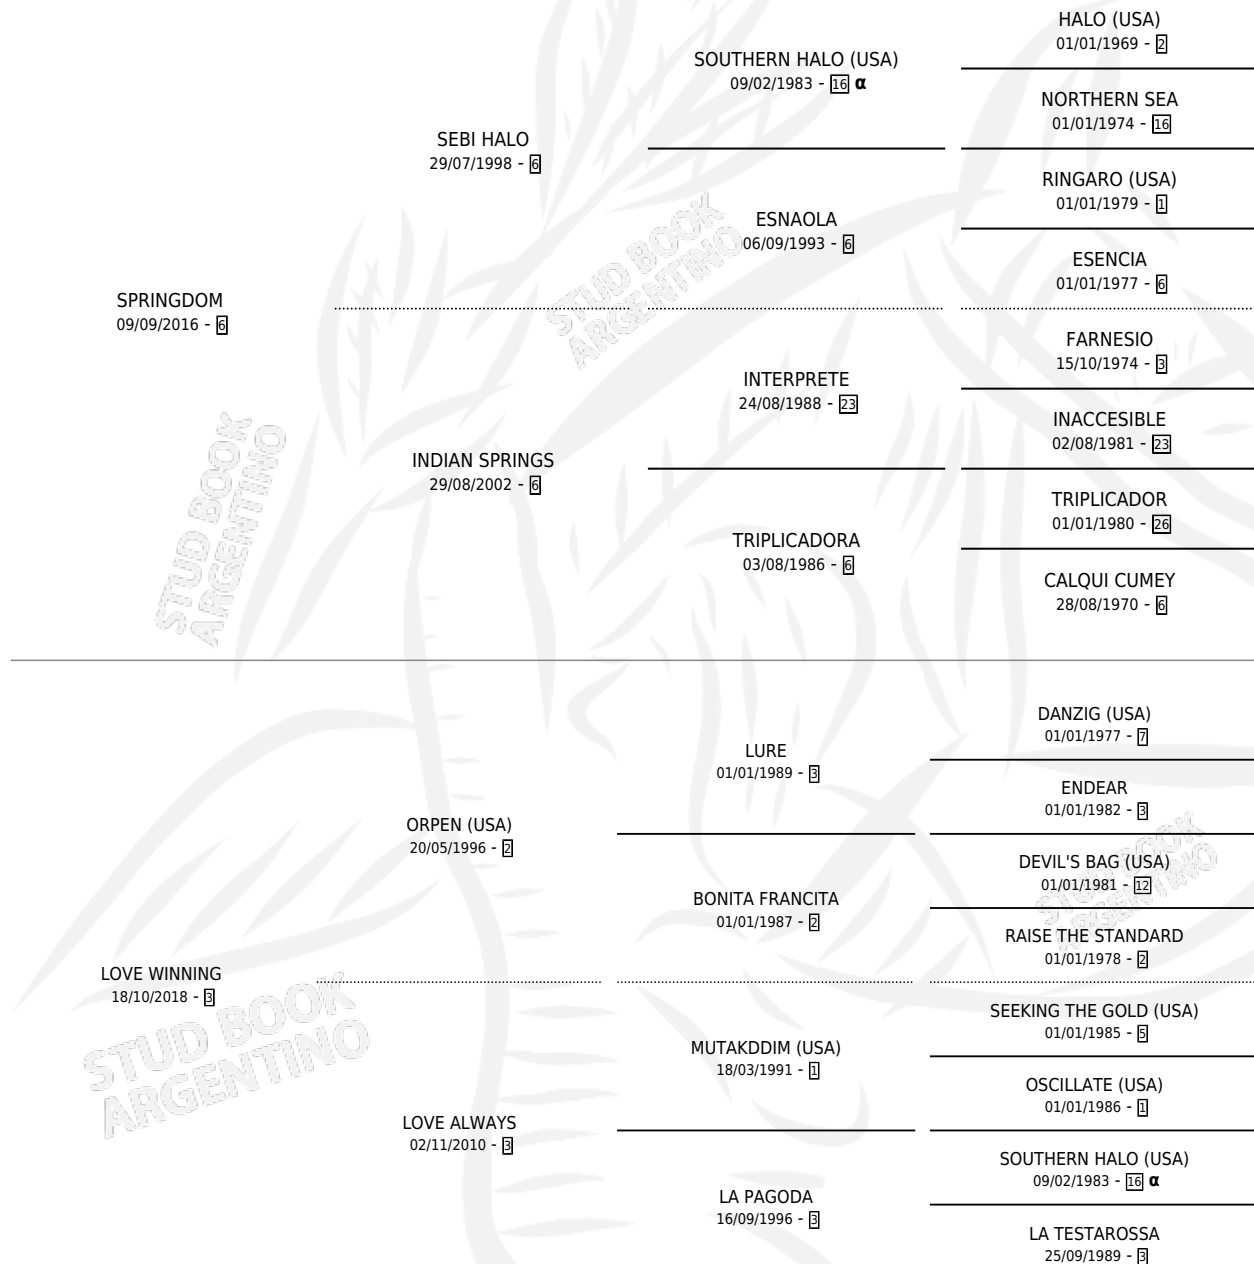 HALO (USA)
01/01/1969 - 2
SOUTHERN HALO (USA)
09/02/1983 - 16 α
NORTHERN SEA
01/01/1974 - 16
SEBI HALO
29/07/1998 - 6
RINGARO (USA)
01/01/1979 - 1
ESNAOLA
06/09/1993 - 6
ESENCIA
01/01/1977 - 6
SPRINGDOM
09/09/2016 - 6
STUD BOOK
ARGENTINO
FARNESIO
15/10/1974 - 3
INTERPRETE
24/08/1988 - 23
INACCESIBLE
02/08/1981 - 23
INDIAN SPRINGS
29/08/2002 - 6
TRIPLICADOR
01/01/1980 - 26
TRIPLICADORA
03/08/1986 - 6
CALQUI CUMEY
28/08/1970 - 6
STUD BOOK
ARGENTINO
DANZIG (USA)
01/01/1977 - 7
LURE
01/01/1989 - 3
ENDEAR
01/01/1982 - 3
ORPEN (USA)
20/05/1996 - 2
DEVIL'S BAG (USA)
01/01/1981 - 12
STUD BOOK
ARGENTINO
BONITA FRANCITA
01/01/1987 - 2
RAISE THE STANDARD
01/01/1978 - 2
LOVE WINNING
18/10/2018 - 3
STUD BOOK
ARGENTINO
SEEKING THE GOLD (USA)
01/01/1985 - 5
MUTAKDDIM (USA)
18/03/1991 - 1
OSCILLATE (USA)
01/01/1986 - 1
LOVE ALWAYS
02/11/2010 - 3
SOUTHERN HALO (USA)
09/02/1983 - 16 α
LA PAGODA
16/09/1996 - 3
LA TESTAROSSA
25/09/1989 - 3